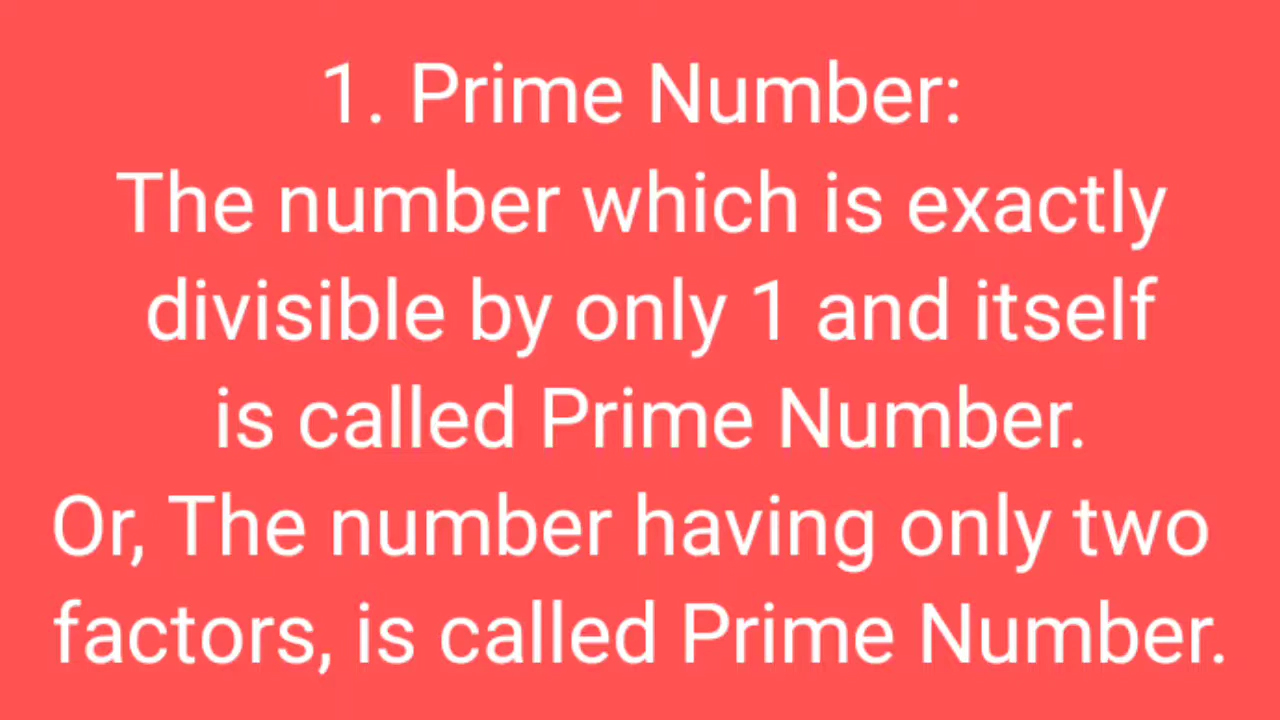 1. Prime Number:
The number which is exactly
divisible by only 1 and itself
is called Prime Number.
Or, The number having only two
factors, is called Prime Number.